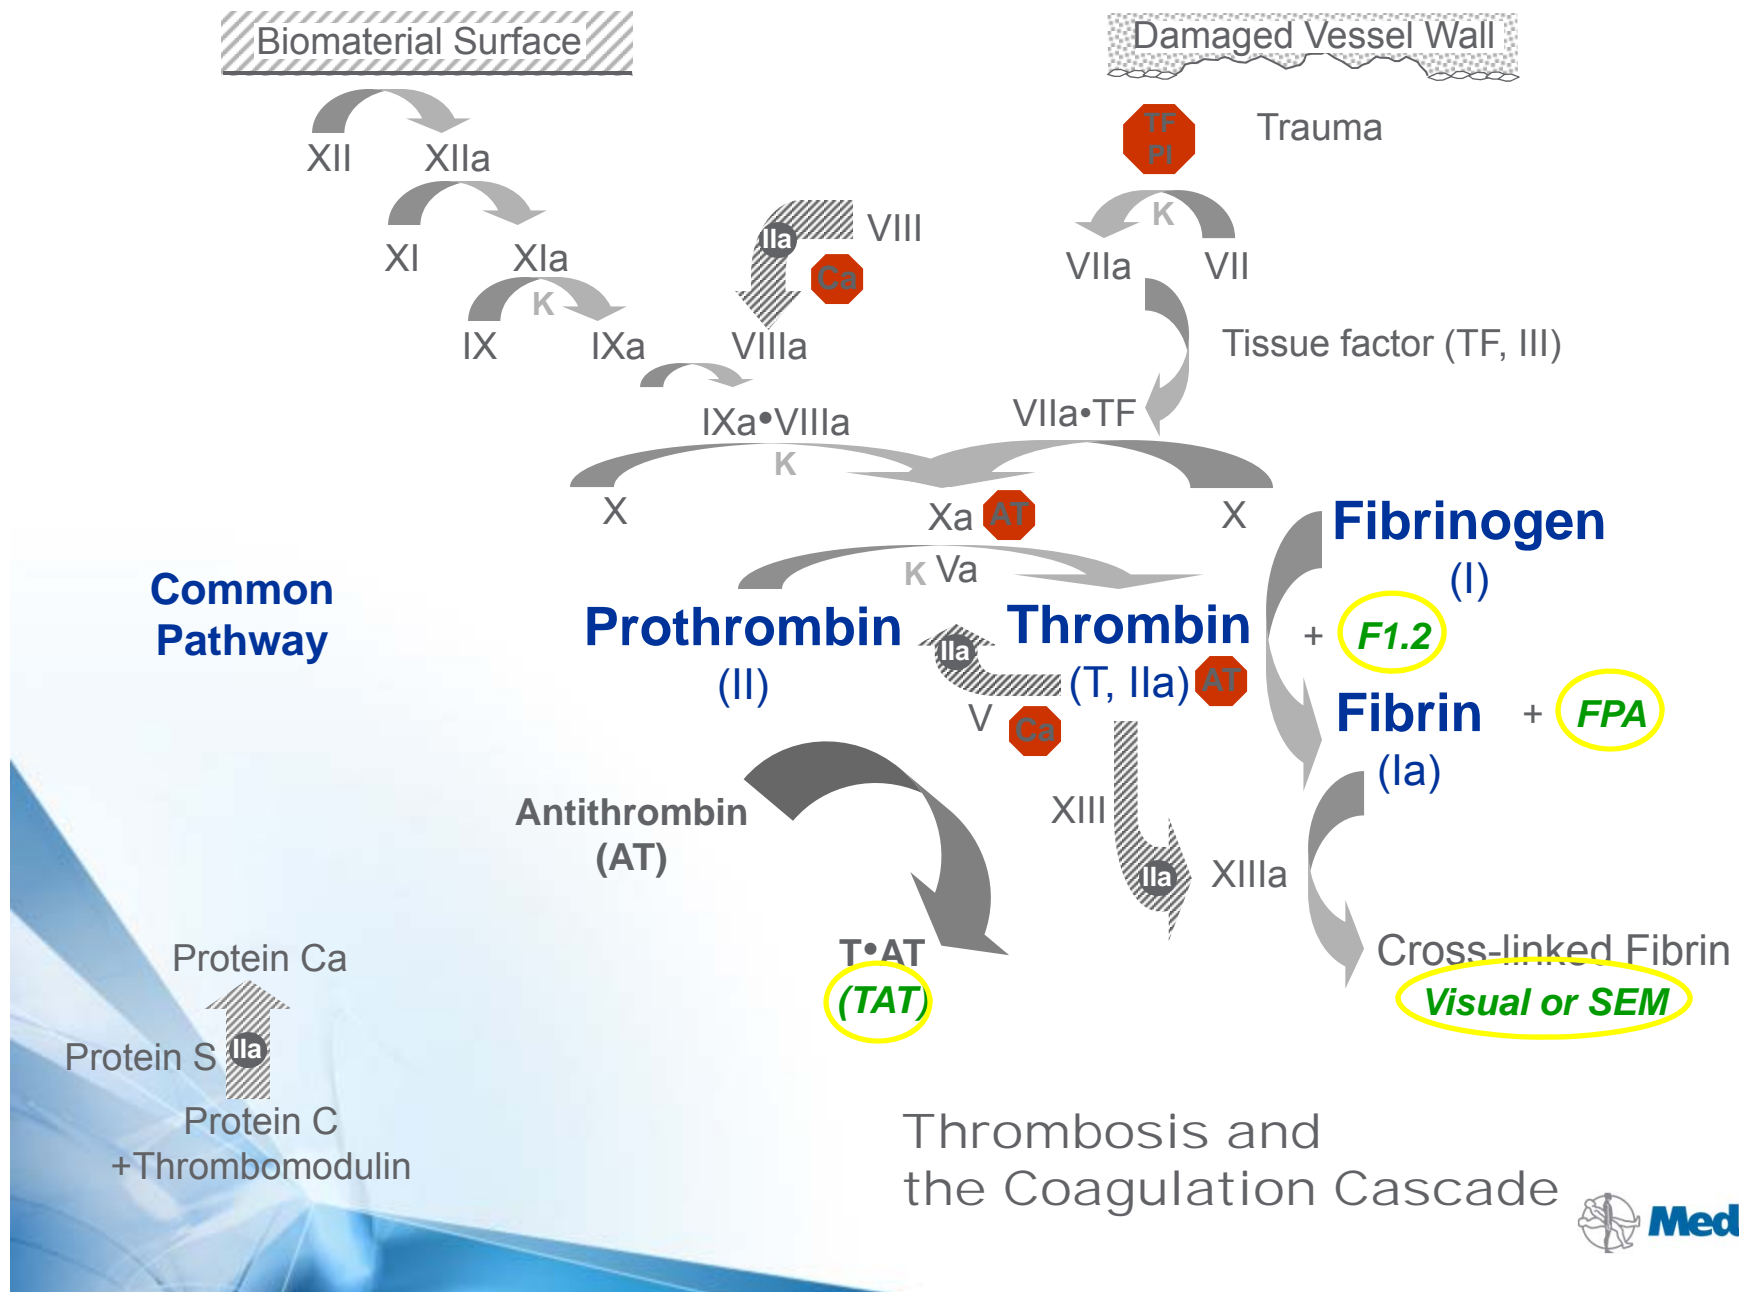 Biomaterial Surface
Damaged Vessel Wall
TF
PI
Trauma
XII
XIIa
K
XI
XIa
IIa
VIII
VIIa
VII
Ca
K
IX
IXa
VIIIa
Tissue factor (TF, III)
IXa•VIIIa
VIIa•TF
K
X
Xa
AT
X
Fibrinogen
(I)
K
Va
Common
Pathway
Prothrombin
(II)
Thrombin
(T, IIa)
AT
+
F1.2
IIa
V
Ca
Fibrin
(Ia)
+
FPA
Antithrombin
(AT)
XIII
IIa
XIIIa
T•AT
(TAT)
Cross-linked Fibrin
Visual or SEM
Protein Ca
Protein S
IIa
Protein C
+Thrombomodulin
Thrombosis and
the Coagulation Cascade
Med